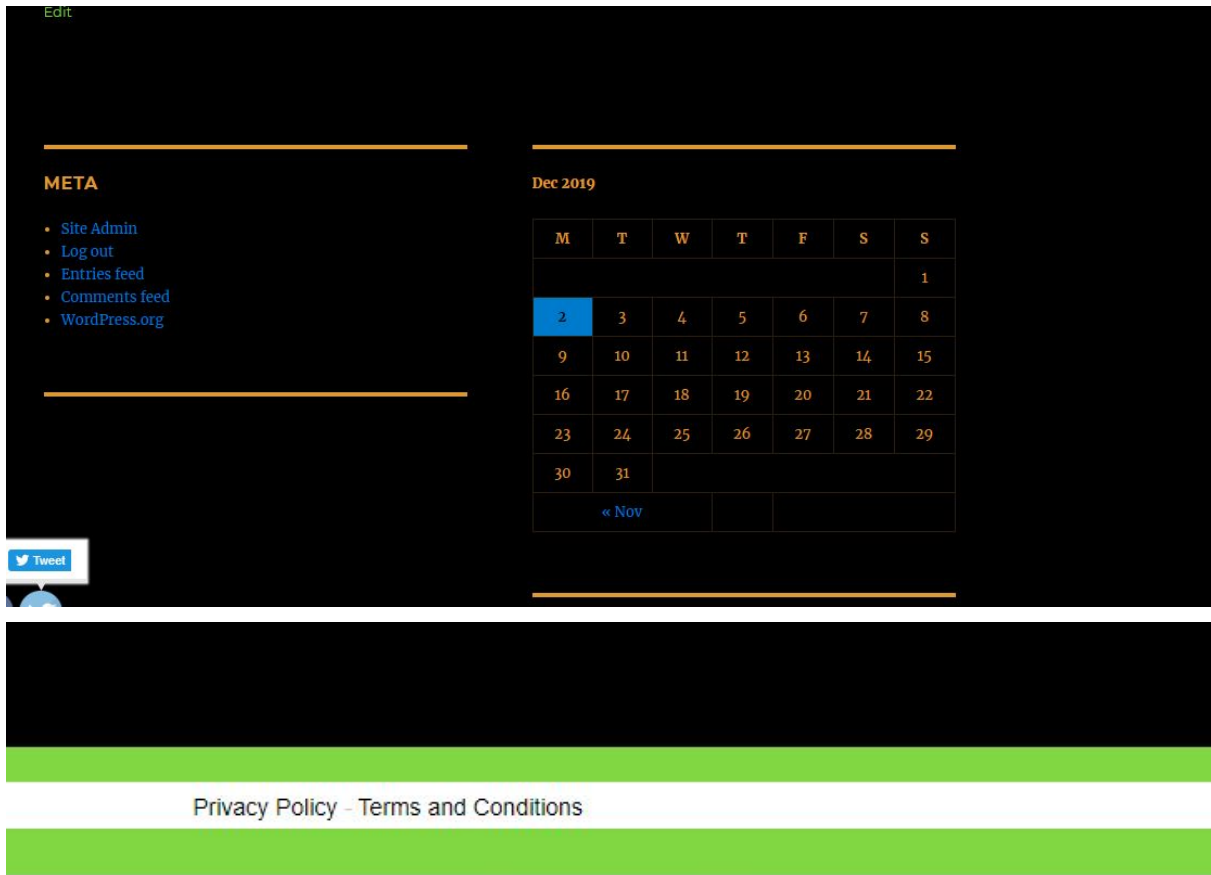 Edit
META
• Site Admin
• Log out
• Entries feed
• Comments feed
• WordPress.org
Dec 2019
M T W T F S S
1
2 3 4 5 6 7 8
9 10 11 12 13 14 15
16 17 18 19 20 21 22
23 24 25 26 27 28 29
30 31
« Nov
Tweet
Privacy Policy - Terms and Conditions